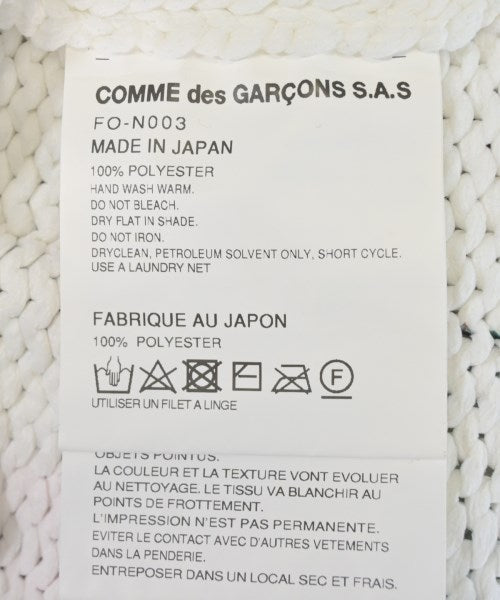 COMME des GARÇONS S.A.S
FO-N003
MADE IN JAPAN
100% POLYESTER
HAND WASH WARM.
DO NOT BLEACH.
DRY FLAT IN SHADE.
DO NOT IRON.
DRYCLEAN, PETROLEUM SOLVENT ONLY, SHORT CYCLE.
USE A LAUNDRY NET
FABRIQUE AU JAPON
100% POLYESTER
F
UTILISER UN FILET A LINGE
OBJETS POINTUS.
LA COULEUR ET LA TEXTURE VONT EVOLUER
AU NETTOYAGE. LE TISSU VA BLANCHIR AU
POINTS DE FROTTEMENT.
L'IMPRESSION N'EST PAS PERMANENTE.
EVITER LE CONTACT AVEC D'AUTRES VETEMENTS
DANS LA PENDERIE.
ENTREPOSER DANS UN LOCAL SEC ET FRAIS.